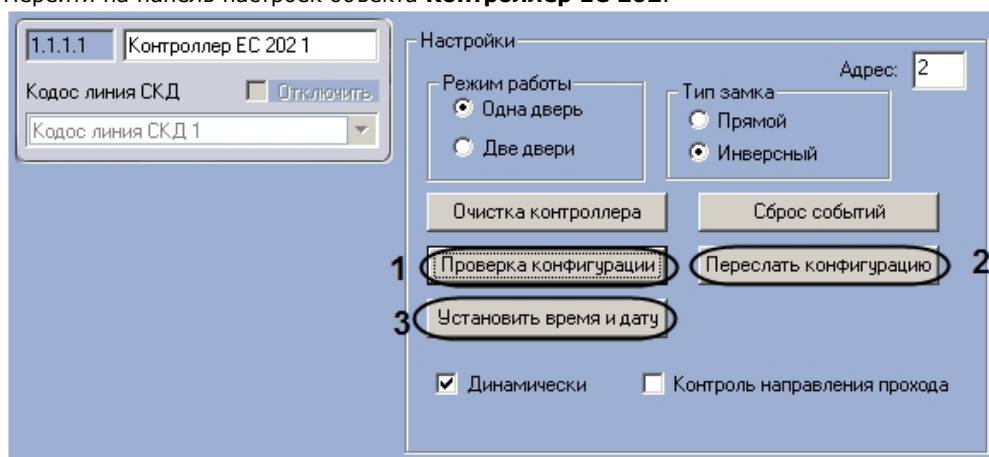 Перейти на панель настроек объекта Контроллер ЕС 202.
1.1.1.1 Контроллер ЕС 202 1
Кодос линия СКД Отключить
Кодос линия СКД 1
Настройки
Адрес: 2
Режим работы
Одна дверь
Две двери
Тип замка
Прямой
Инверсный
Очистка контроллера Сброс событий
1 Проверка конфигурации Переслать конфигурацию 2
3 Установить время и дату
Динамически Контроль направления прохода